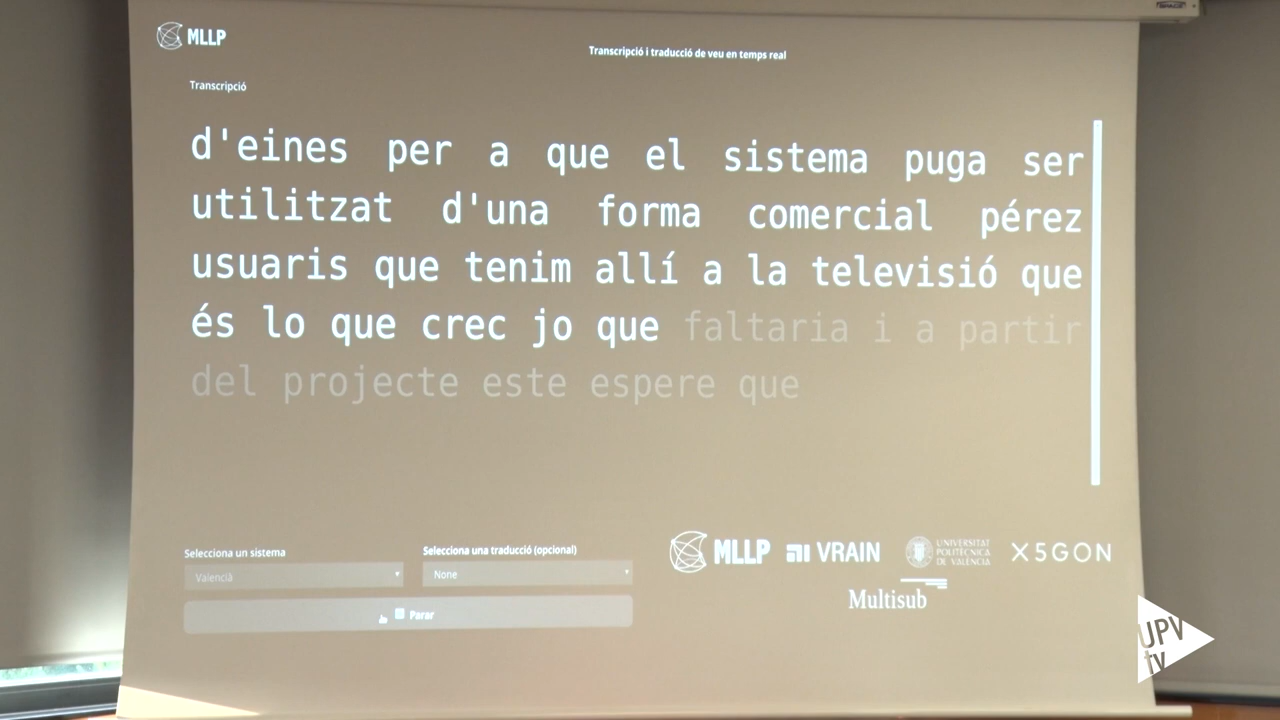 SPACE
MLLP
Transcripció i traducció de veu en temps real
Transcripció
d'eines per a que el sistema puga ser
utilitzat d'una forma comercial pérez
usuaris que tenim allí a la televisió que
és lo que crec jo que faltaria i a partir
del projecte este espere que
Selecciona un sistema
Selecciona una traducció (opcional)
Valencià
None
Parar
MLLP
VRAIN
UNIVERSITAT
POLITÈCNICA
DE VALÈNCIA
X5GON
Multisub
UPV
tv